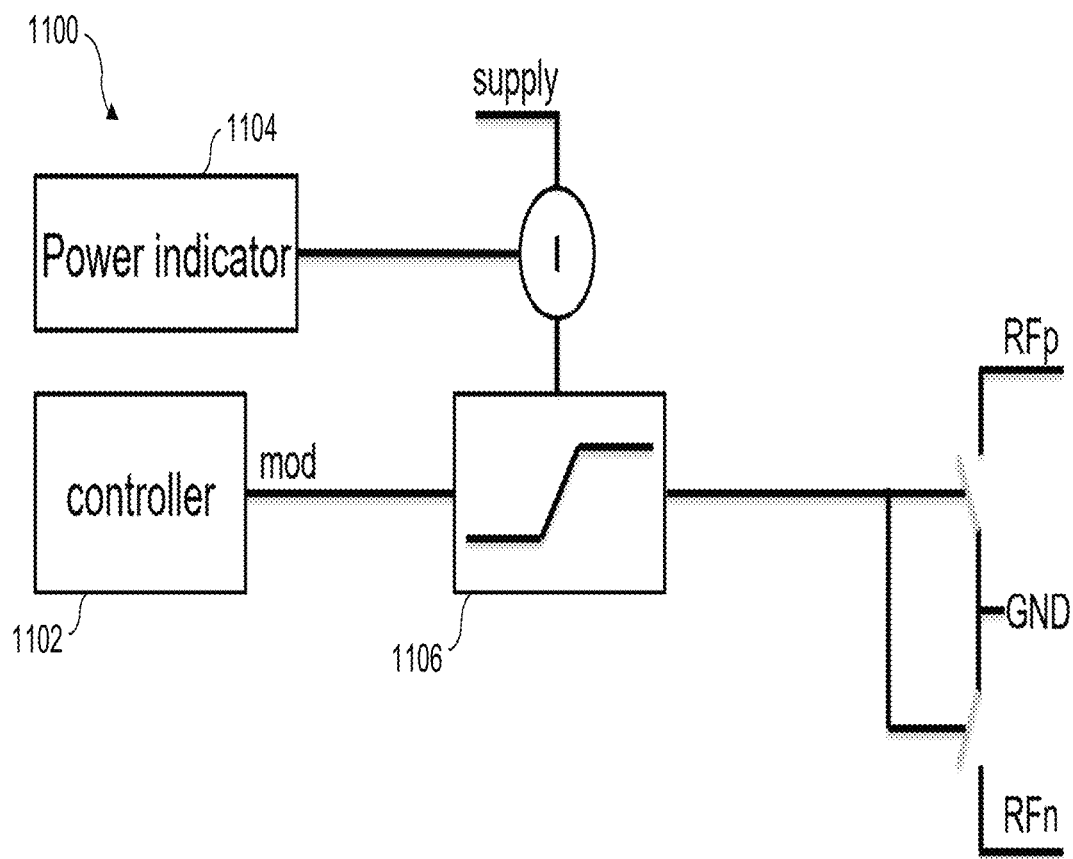 1100
supply
1104
Power indicator
I
RFp
controller
mod
GND
1102
1106
RFn